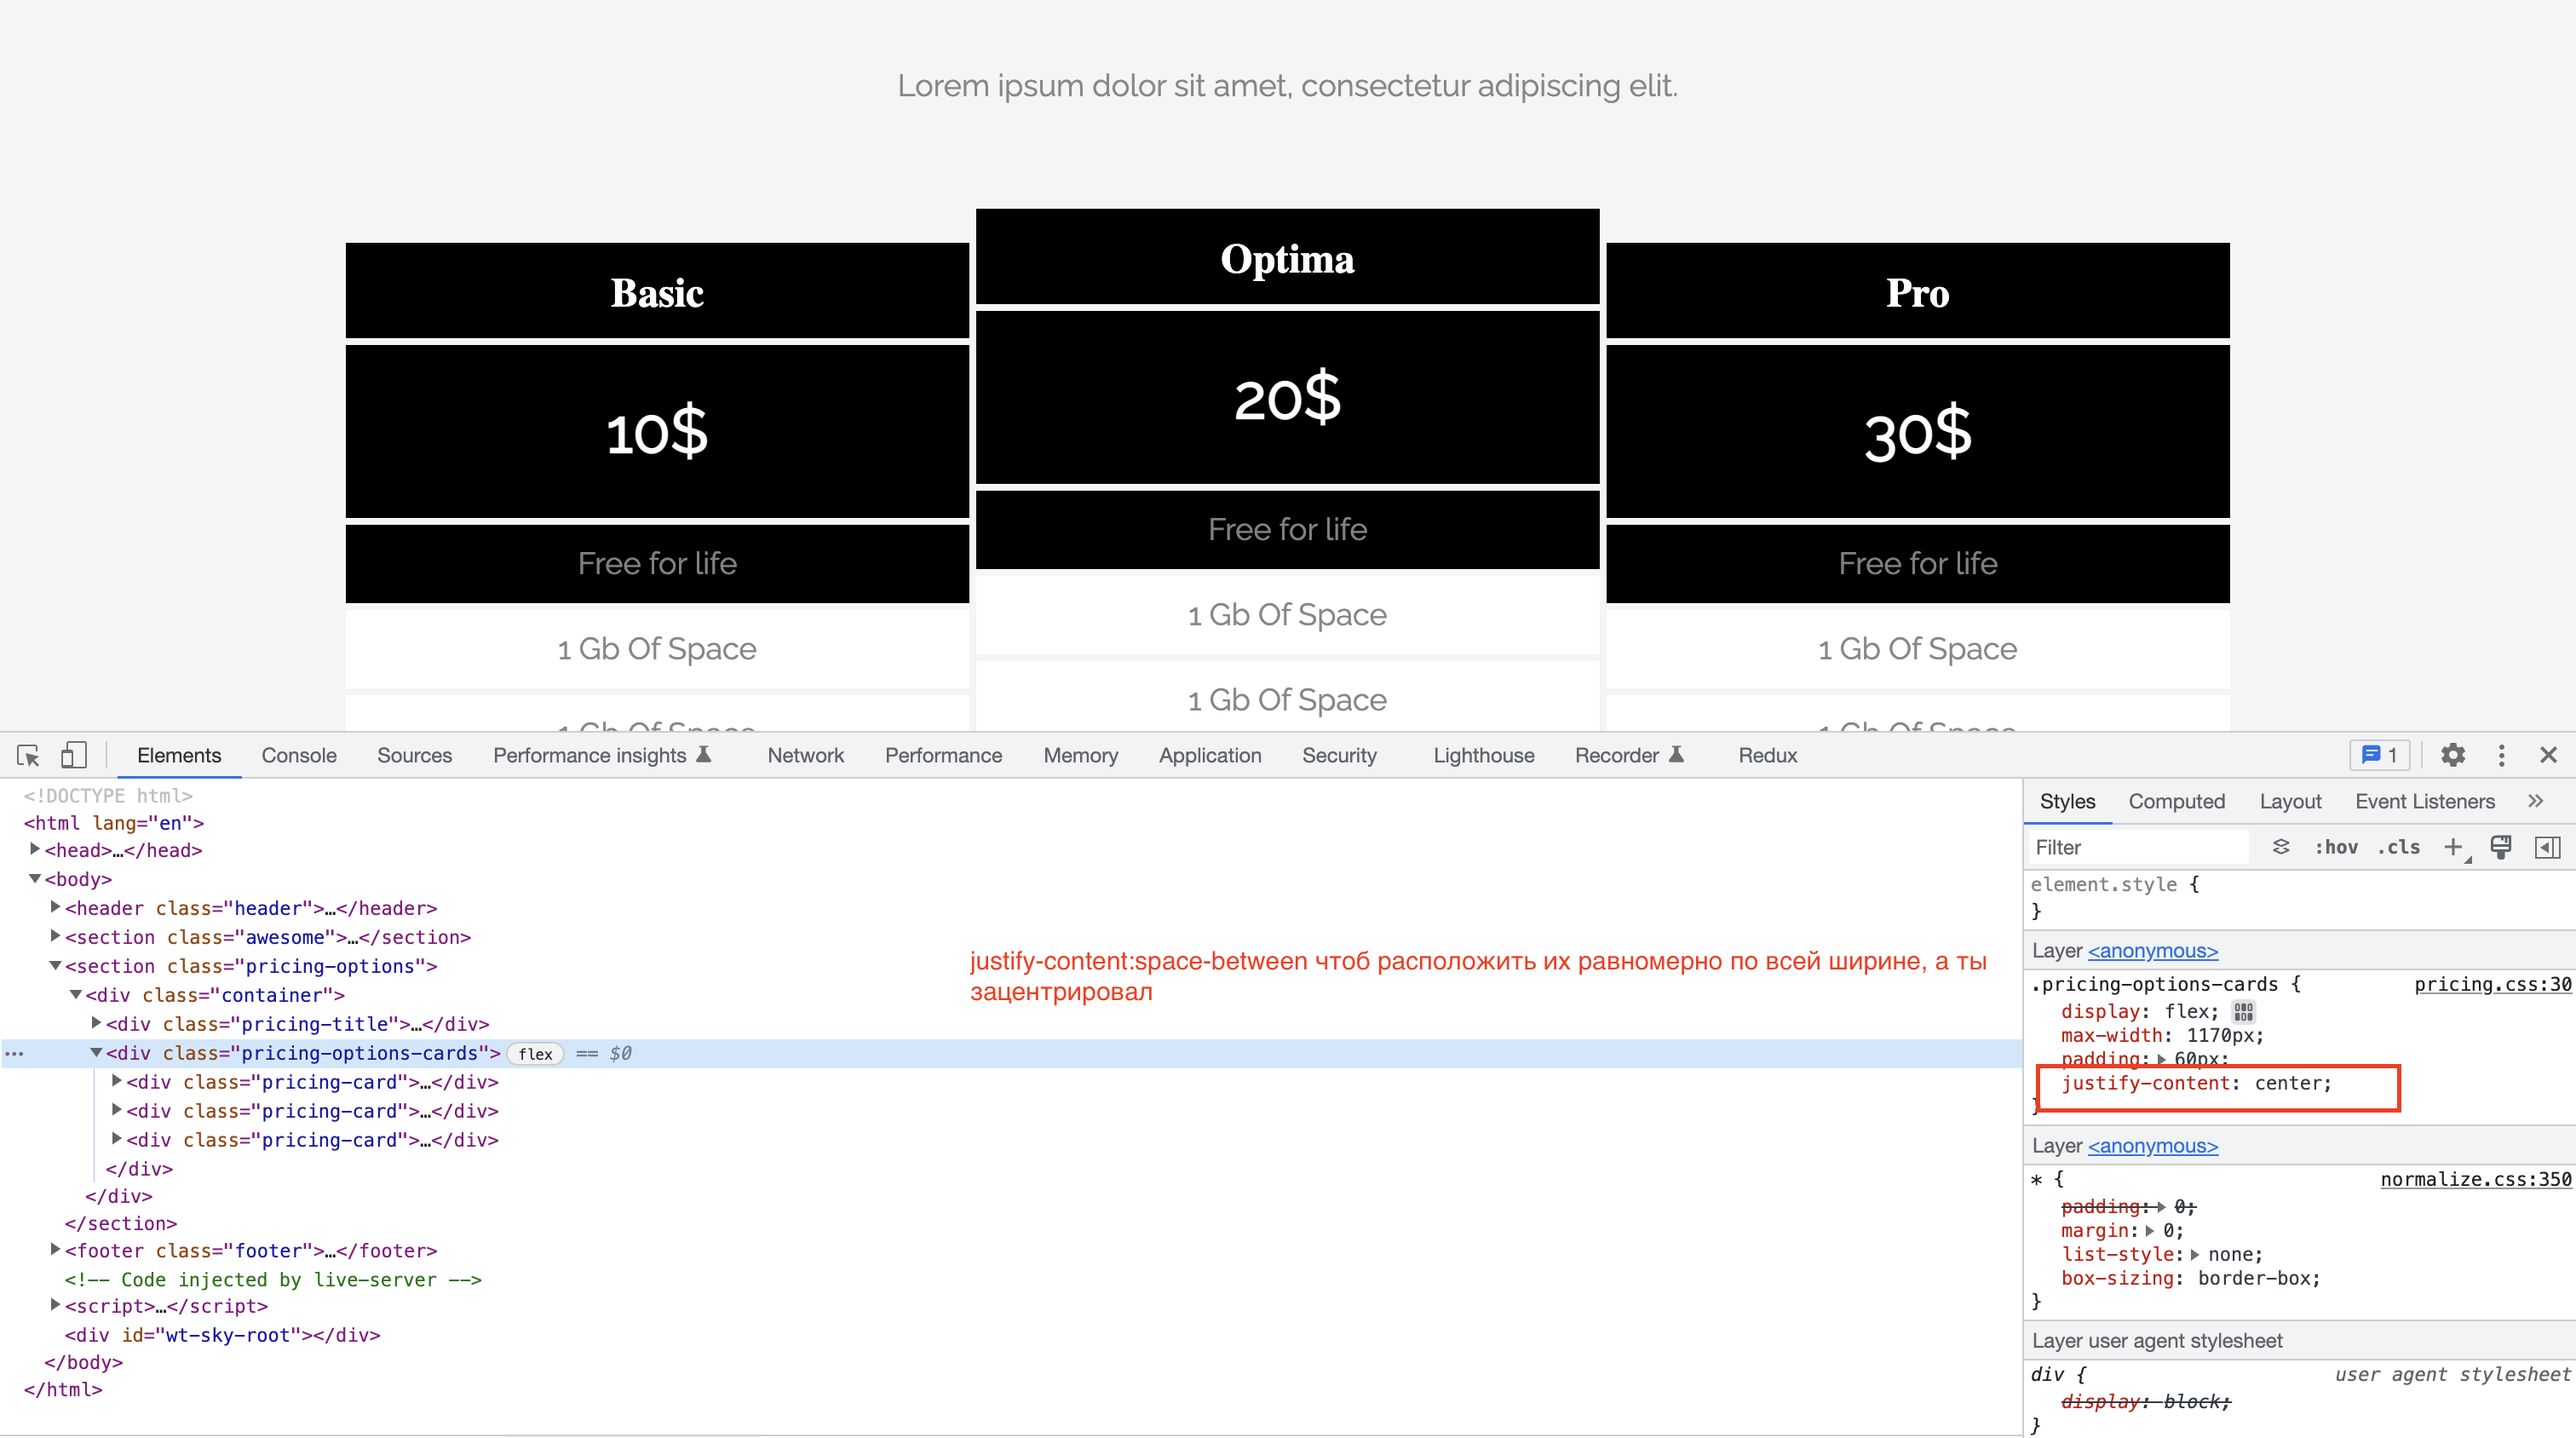 Lorem ipsum dolor sit amet, consectetur adipiscing elit.
Basic
10$
Free for life
1 Gb Of Space
Optima
20$
Free for life
1 Gb Of Space
1 Gb Of Space
Pro
30$
Free for life
1 Gb Of Space
1 Gb Of Space
1 Gb Of Space
Elements Console Sources Performance insights Network Performance Memory Application Security Lighthouse Recorder Redux 1
<!DOCTYPE html>
<html lang="en">
<head>…</head>
<body>
<header class="header">…</header>
<section class="awesome">…</section>
<section class="pricing-options">
<div class="container">
<div class="pricing-title">…</div>
<div class="pricing-options-cards"> flex == $0
<div class="pricing-card">…</div>
<div class="pricing-card">…</div>
<div class="pricing-card">…</div>
</div>
</div>
</section>
<footer class="footer">…</footer>
<!-- Code injected by live-server -->
<script>…</script>
<div id="wt-sky-root"></div>
</body>
</html>
justify-content:space-between чтоб расположить их равномерно по всей ширине, а ты
зацентрировал
Styles Computed Layout Event Listeners »
Filter :hov .cls +
element.style {
}
Layer <anonymous>
.pricing-options-cards { pricing.css:30
display: flex;
max-width: 1170px;
padding: 60px;
justify-content: center;
}
Layer <anonymous>
* { normalize.css:350
padding: 0;
margin: 0;
list-style: none;
box-sizing: border-box;
}
Layer user agent stylesheet
div { user agent stylesheet
display: block;
}